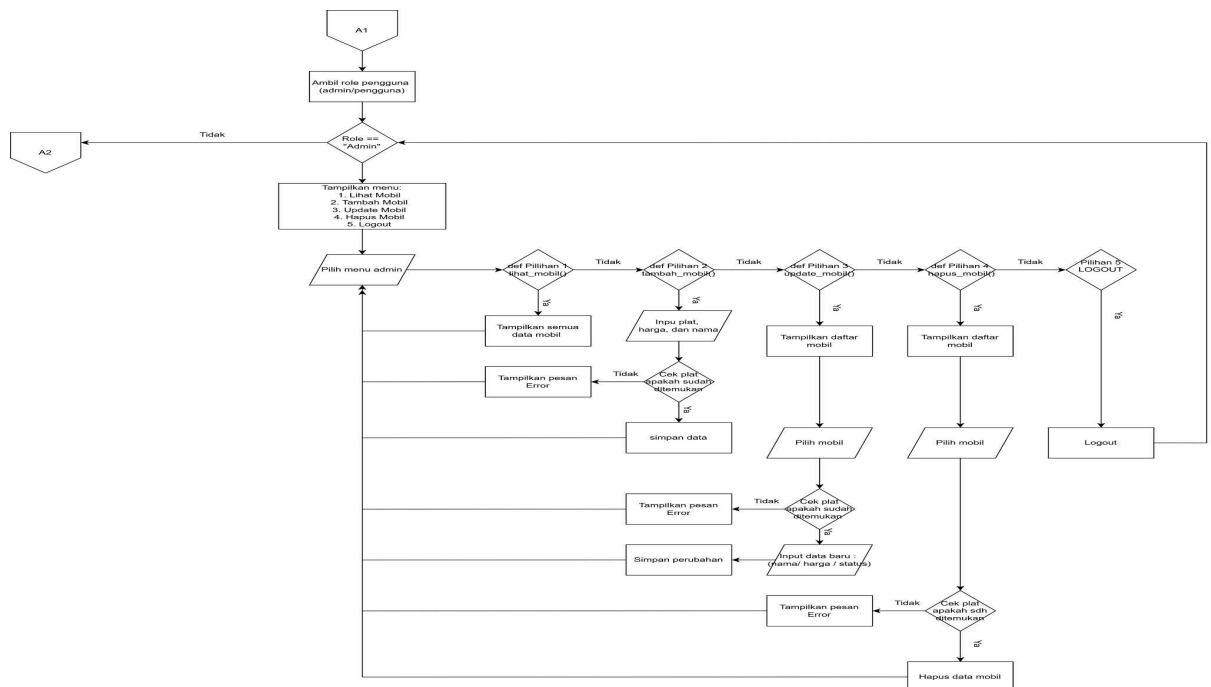 A1
Ambil role pengguna
(admin/pengguna)
Tidak
Role ==
"Admin"
A2
Tampilkan menu:
1. Lihat Mobil
2. Tambah Mobil
3. Update Mobil
4. Hapus Mobil
5. Logout
Pilih menu admin
def Pillihan 1
lihat_mobil()
Tidak
def Pilihan 2
tambah_mobil()
Tidak
def Pilihan 3
update_mobil()
Tidak
def Pilihan 4
hapus_mobil()
Tidak
Pilihan 5
LOGOUT
Ya
Ya
Ya
Ya
Ya
Tampilkan semua
data mobil
Inpu plat,
harga, dan nama
Tampilkan daftar
mobil
Tampilkan daftar
mobil
Tampilkan pesan
Error
Tidak
Cek plat
apakah sudah
ditemukan
Ya
simpan data
Pilih mobil
Pilih mobil
Logout
Tampilkan pesan
Error
Tidak
Cek plat
apakah sudah
ditemukan
Ya
Simpan perubahan
Input data baru :
(nama/ harga / status)
Tampilkan pesan
Error
Tidak
Cek plat
apakah sdh
ditemukan
Ya
Hapus data mobil